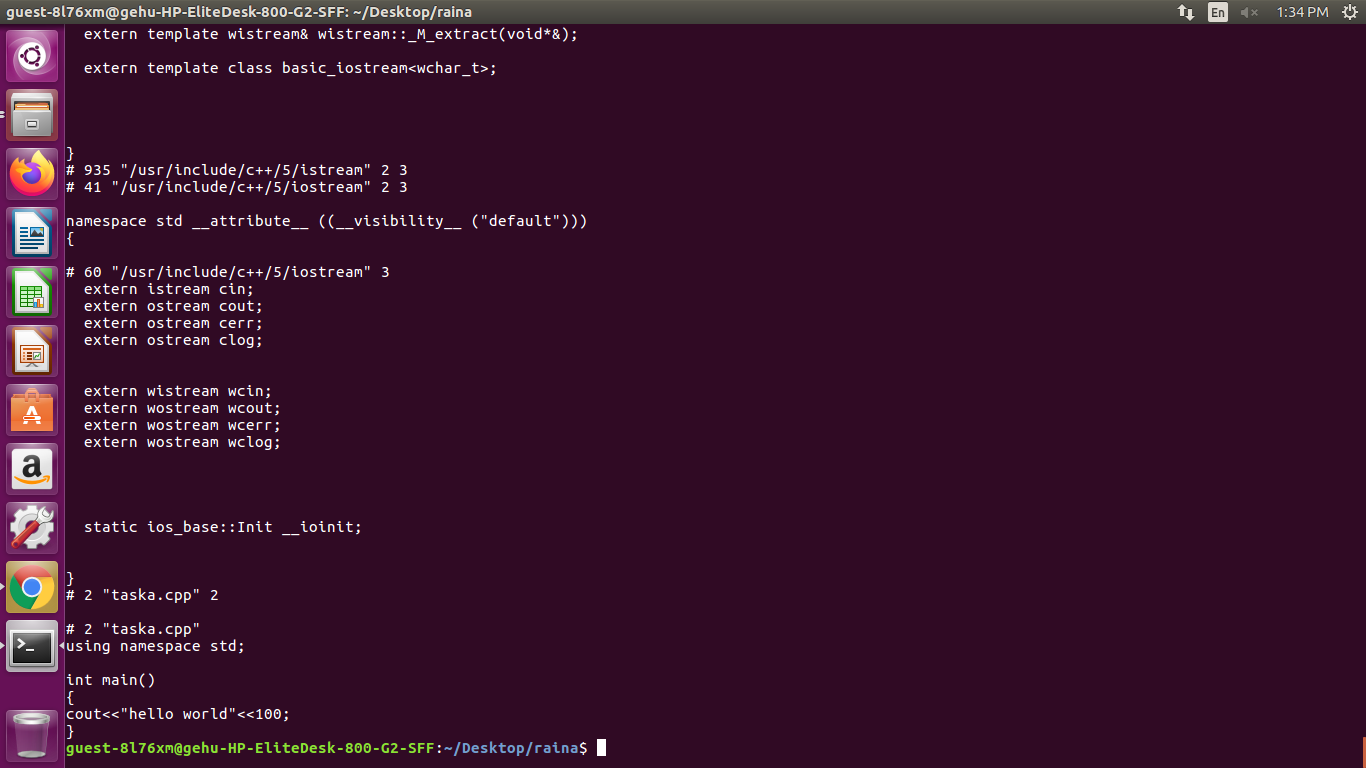 guest-8l76xm@gehu-HP-EliteDesk-800-G2-SFF: ~/Desktop/raina
En
1:34 PM
extern template wistream& wistream::_M_extract(void*&);
extern template class basic_iostream<wchar_t>;
}
# 935 "/usr/include/c++/5/istream" 2 3
# 41 "/usr/include/c++/5/iostream" 2 3
namespace std __attribute__ ((__visibility__ ("default")))
{
# 60 "/usr/include/c++/5/iostream" 3
extern istream cin;
extern ostream cout;
extern ostream cerr;
extern ostream clog;
extern wistream wcin;
extern wostream wcout;
extern wostream wcerr;
extern wostream wclog;
static ios_base::Init __ioinit;
}
# 2 "taska.cpp" 2
# 2 "taska.cpp"
using namespace std;
int main()
{
cout<<"hello world"<<100;
}
guest-8l76xm@gehu-HP-EliteDesk-800-G2-SFF:~/Desktop/raina$